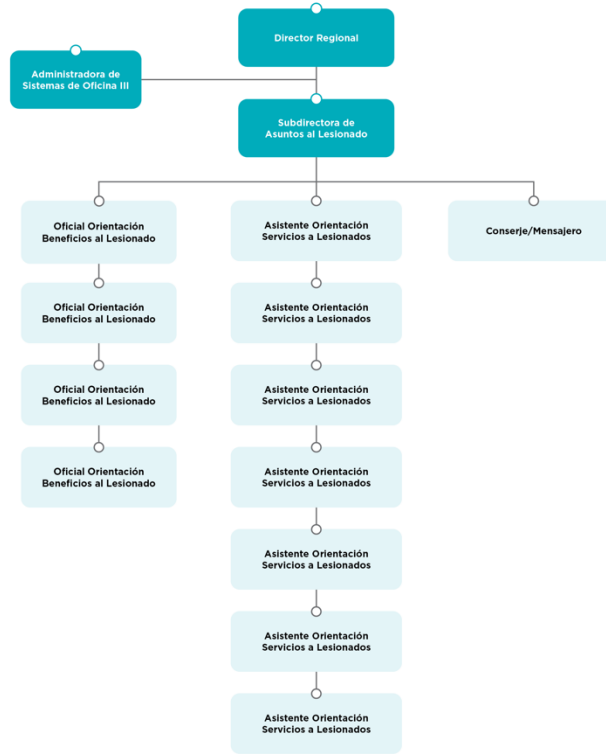 Director Regional
Administradora de
Sistemas de Oficina III
Subdirectora de
Asuntos al Lesionado
Oficial Orientación
Beneficios al Lesionado
Asistente Orientación
Servicios a Lesionados
Conserje/Mensajero
Oficial Orientación
Beneficios al Lesionado
Asistente Orientación
Servicios a Lesionados
Oficial Orientación
Beneficios al Lesionado
Asistente Orientación
Servicios a Lesionados
Oficial Orientación
Beneficios al Lesionado
Asistente Orientación
Servicios a Lesionados
Asistente Orientación
Servicios a Lesionados
Asistente Orientación
Servicios a Lesionados
Asistente Orientación
Servicios a Lesionados